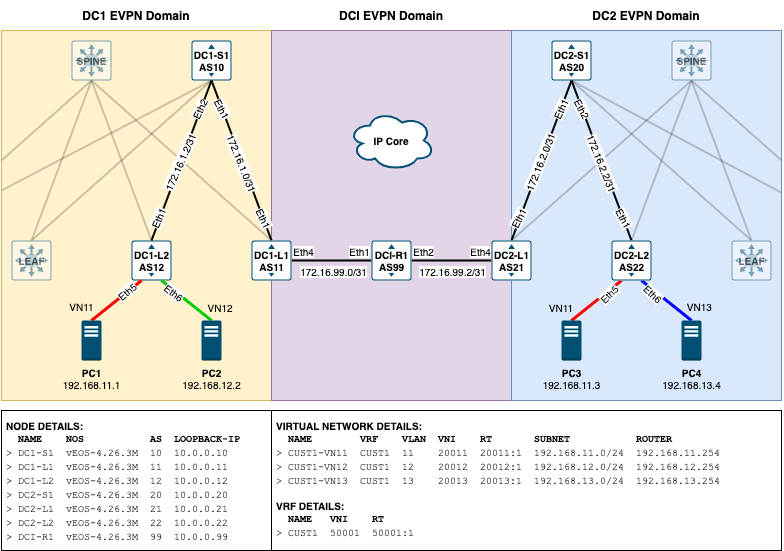 DC1 EVPN Domain
DCI EVPN Domain
DC2 EVPN Domain
SPINE
DC1-S1
AS10
DC2-S1
AS20
SPINE
Eth2
Eth1
Eth1
Eth2
IP Core
172.16.1.2/31
172.16.1.0/31
172.16.2.0/31
172.16.2.2/31
Eth1
Eth1
Eth1
Eth1
LEAF
DC1-L2
AS12
DC1-L1
AS11
Eth4
Eth1
DCI-R1
AS99
Eth2
Eth4
DC2-L1
AS21
DC2-L2
AS22
LEAF
172.16.99.0/31
172.16.99.2/31
Eth5
Eth6
Eth5
Eth6
VN11
VN12
VN11
VN13
PC1
192.168.11.1
PC2
192.168.12.2
PC3
192.168.11.3
PC4
192.168.13.4
NODE DETAILS:
NAME NOS AS LOOPBACK-IP
> DC1-S1 vEOS-4.26.3M 10 10.0.0.10
> DC1-L1 vEOS-4.26.3M 11 10.0.0.11
> DC1-L2 vEOS-4.26.3M 12 10.0.0.12
> DC2-S1 vEOS-4.26.3M 20 10.0.0.20
> DC2-L1 vEOS-4.26.3M 21 10.0.0.21
> DC2-L2 vEOS-4.26.3M 22 10.0.0.22
> DCI-R1 vEOS-4.26.3M 99 10.0.0.99
VIRTUAL NETWORK DETAILS:
NAME VRF VLAN VNI RT SUBNET ROUTER
> CUST1-VN11 CUST1 11 20011 20011:1 192.168.11.0/24 192.168.11.254
> CUST1-VN12 CUST1 12 20012 20012:1 192.168.12.0/24 192.168.12.254
> CUST1-VN13 CUST1 13 20013 20013:1 192.168.13.0/24 192.168.13.254
VRF DETAILS:
NAME VNI RT
> CUST1 50001 50001:1